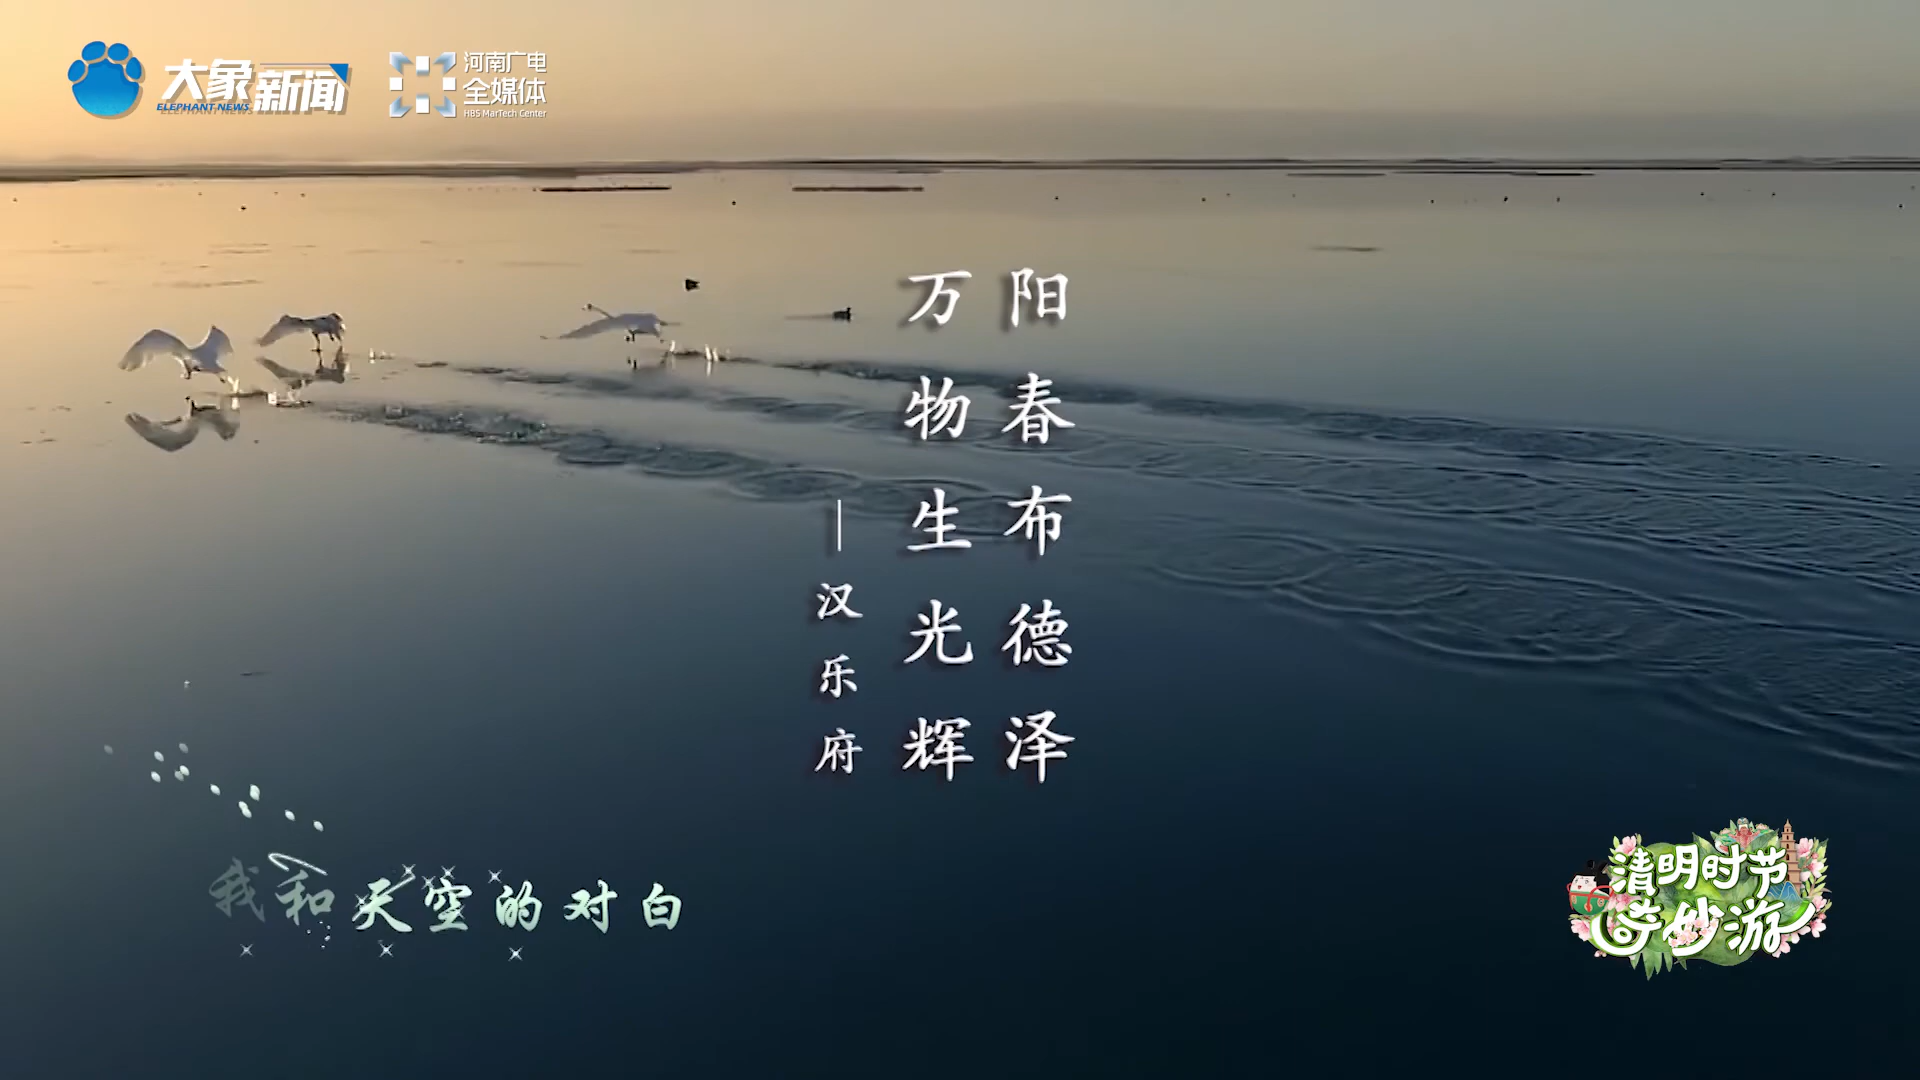 大象新闻
ELEPHANT NEWS
河南广电
全媒体
HBS MarTech Center
阳春布德泽
万物生光辉
—汉乐府
我和天空的对白
清明时节
奇妙游